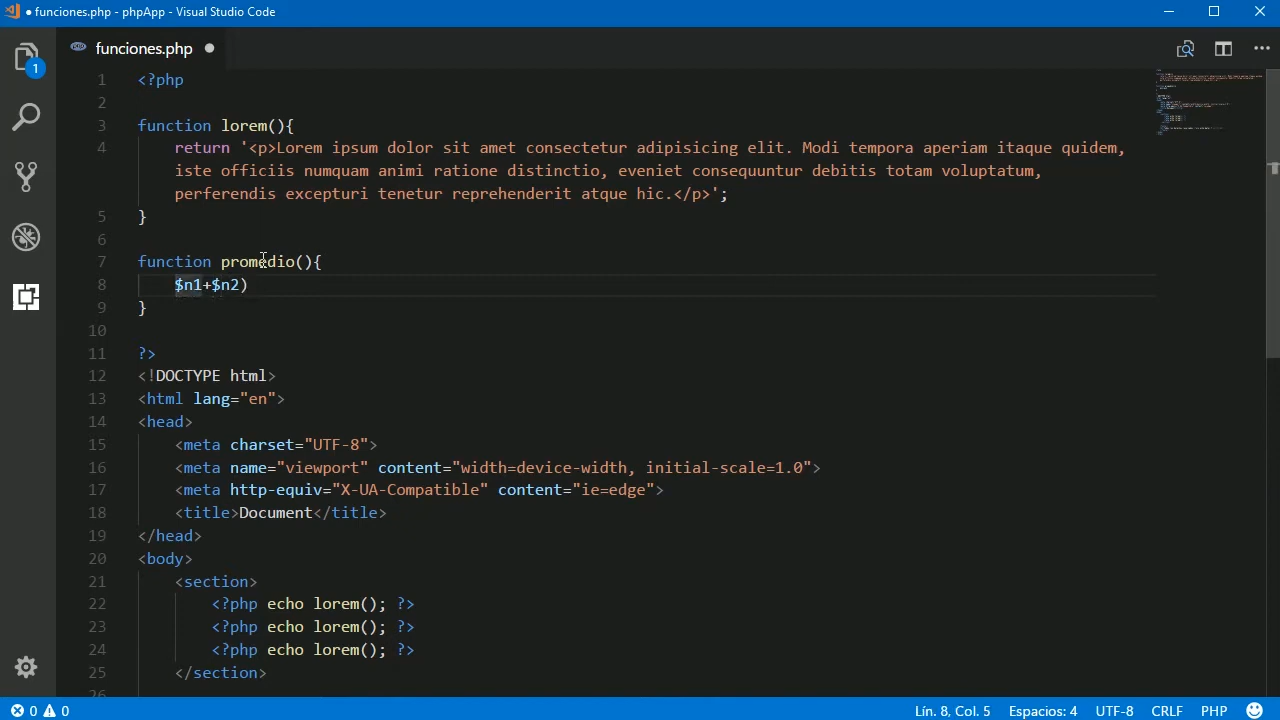 ● funciones.php - phpApp - Visual Studio Code
funciones.php ●
1
1 <?php
2
3 function lorem(){
4 return '<p>Lorem ipsum dolor sit amet consectetur adipisicing elit. Modi tempora aperiam itaque quidem,
iste officiis numquam animi ratione distinctio, eveniet consequuntur debitis totam voluptatum,
perferendis excepturi tenetur reprehenderit atque hic.</p>';
5 }
6
7 function promedio(){
8 $n1+$n2)
9 }
10
11 ?>
12 <!DOCTYPE html>
13 <html lang="en">
14 <head>
15 <meta charset="UTF-8">
16 <meta name="viewport" content="width=device-width, initial-scale=1.0">
17 <meta http-equiv="X-UA-Compatible" content="ie=edge">
18 <title>Document</title>
19 </head>
20 <body>
21 <section>
22 <?php echo lorem(); ?>
23 <?php echo lorem(); ?>
24 <?php echo lorem(); ?>
25 </section>
26
0 0 Lín. 8, Col. 5 Espacios: 4 UTF-8 CRLF PHP